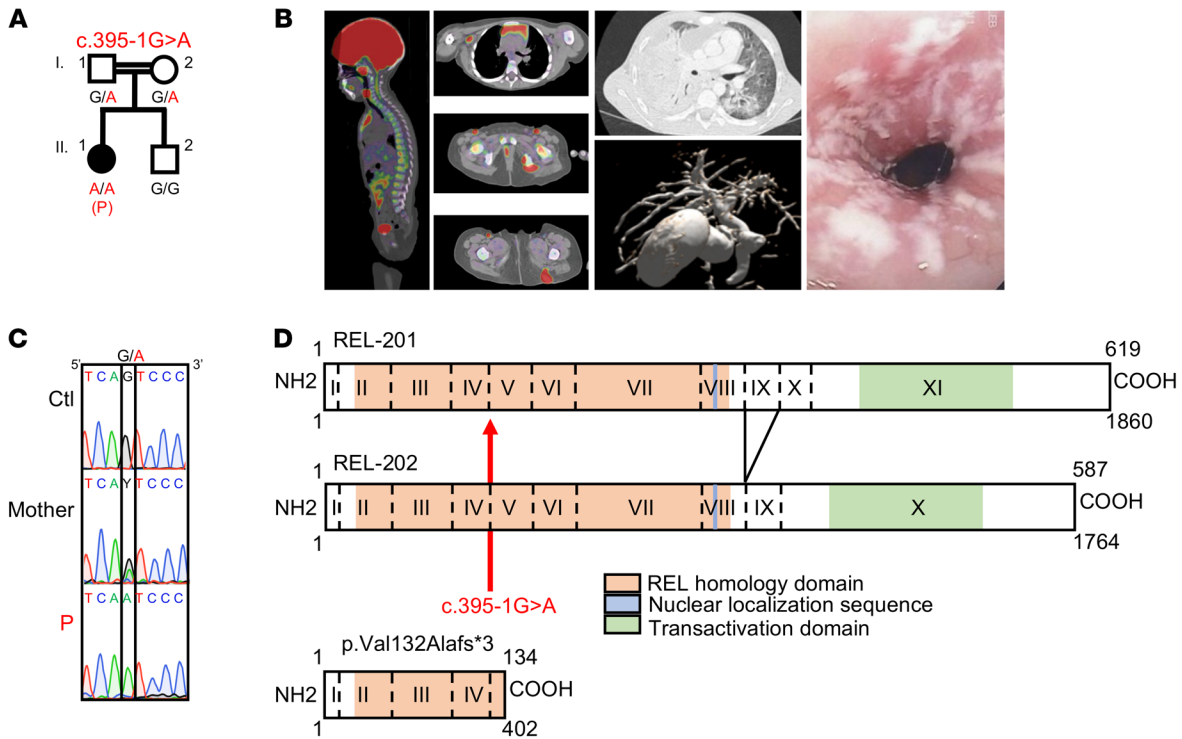 A
c.395-1G>A
I. 1 2
G/A G/A
II. 1 2
A/A G/G
(P)
B
C
G/A
5' 3'
T C A G T C C C
Ctl
T C A Y T C C C
Mother
T C A A T C C C
P
D
1 REL-201 619
NH2 I II III IV V VI VII VIII IX X XI COOH
1 1860
1 REL-202 587
NH2 I II III IV V VI VII VIII IX X COOH
1 1764
c.395-1G>A
REL homology domain
Nuclear localization sequence
Transactivation domain
p.Val132Alafs*3
1 134
NH2 I II III IV COOH
1 402